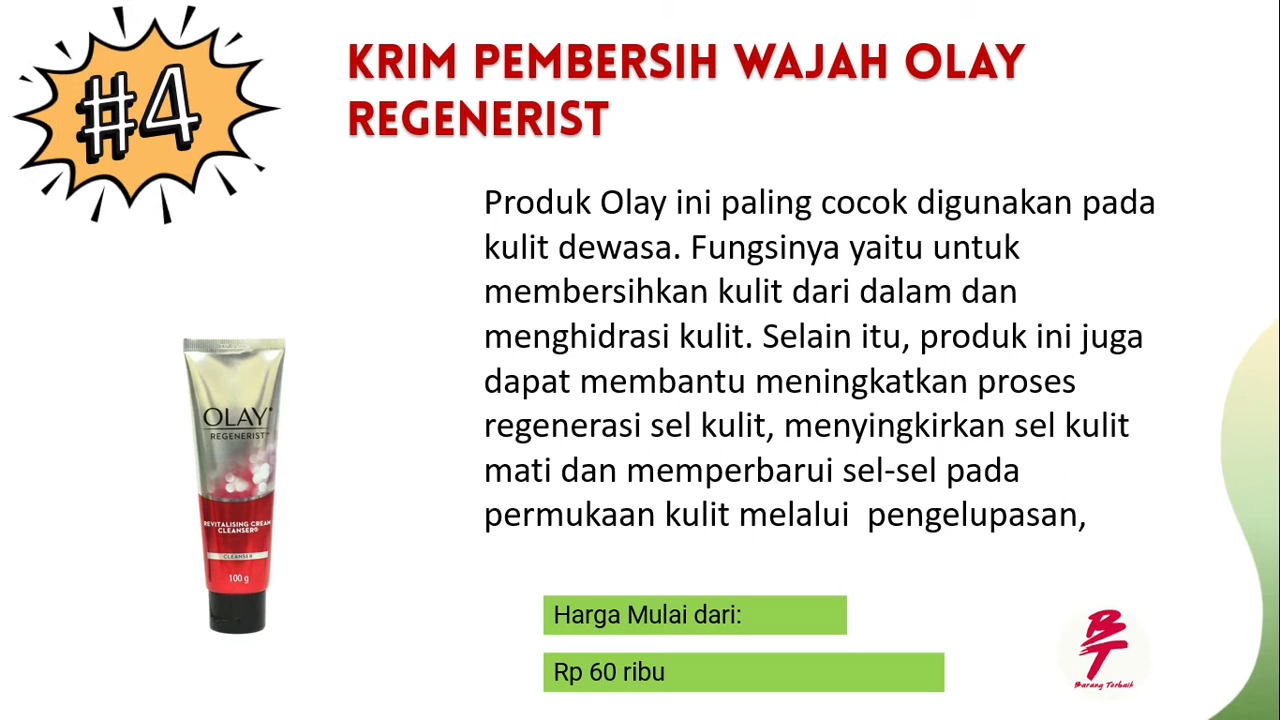 #4
KRIM PEMBERSIH WAJAH OLAY
REGENERIST
Produk Olay ini paling cocok digunakan pada
kulit dewasa. Fungsinya yaitu untuk
membersihkan kulit dari dalam dan
menghidrasi kulit. Selain itu, produk ini juga
dapat membantu meningkatkan proses
regenerasi sel kulit, menyingkirkan sel kulit
mati dan memperbarui sel-sel pada
permukaan kulit melalui  pengelupasan,
OLAY
REGENERIST
REVITALISING CREAM
CLEANSER
CLEANSER
100 g
Harga Mulai dari:
Rp 60 ribu
BT
Barang Terbaik